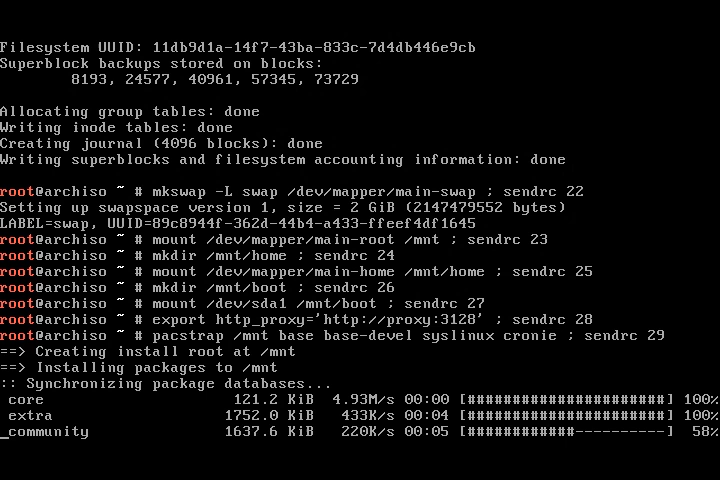 Filesystem UUID: 11db9d1a-14f7-43ba-833c-7d4db446e9cb
Superblock backups stored on blocks:
        8193, 24577, 40961, 57345, 73729
Allocating group tables: done
Writing inode tables: done
Creating journal (4096 blocks): done
Writing superblocks and filesystem accounting information: done
root@archiso ~ # mkswap -L swap /dev/mapper/main-swap ; sendrc 22
Setting up swapspace version 1, size = 2 GiB (2147479552 bytes)
LABEL=swap, UUID=89c8944f-362d-44b4-a433-ffeef4df1645
root@archiso ~ # mount /dev/mapper/main-root /mnt ; sendrc 23
root@archiso ~ # mkdir /mnt/home ; sendrc 24
root@archiso ~ # mount /dev/mapper/main-home /mnt/home ; sendrc 25
root@archiso ~ # mkdir /mnt/boot ; sendrc 26
root@archiso ~ # mount /dev/sda1 /mnt/boot ; sendrc 27
root@archiso ~ # export http_proxy='http://proxy:3128' ; sendrc 28
root@archiso ~ # pacstrap /mnt base base-devel syslinux cronie ; sendrc 29
==> Creating install root at /mnt
==> Installing packages to /mnt
:: Synchronizing package databases...
 core                     121.2 KiB  4.93M/s 00:00 [######################] 100%
 extra                   1752.0 KiB   433K/s 00:04 [######################] 100%
_community               1637.6 KiB   220K/s 00:05 [############----------]  58%